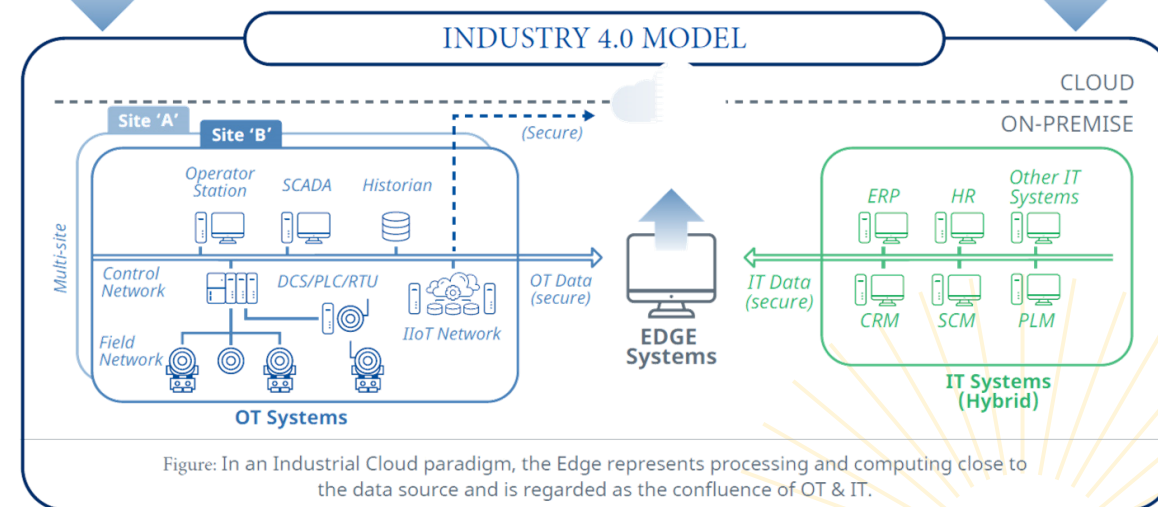 INDUSTRY 4.0 MODEL
CLOUD
ON-PREMISE
Site ‘A’
Site ‘B’
(Secure)
Multi-site
Operator
Station
SCADA
Historian
Control
Network
DCS/PLC/RTU
IIoT Network
Field
Network
OT Systems
OT Data
(secure)
EDGE
Systems
IT Data
(secure)
ERP
HR
Other IT
Systems
CRM
SCM
PLM
IT Systems
(Hybrid)
Figure: In an Industrial Cloud paradigm, the Edge represents processing and computing close to
the data source and is regarded as the confluence of OT & IT.